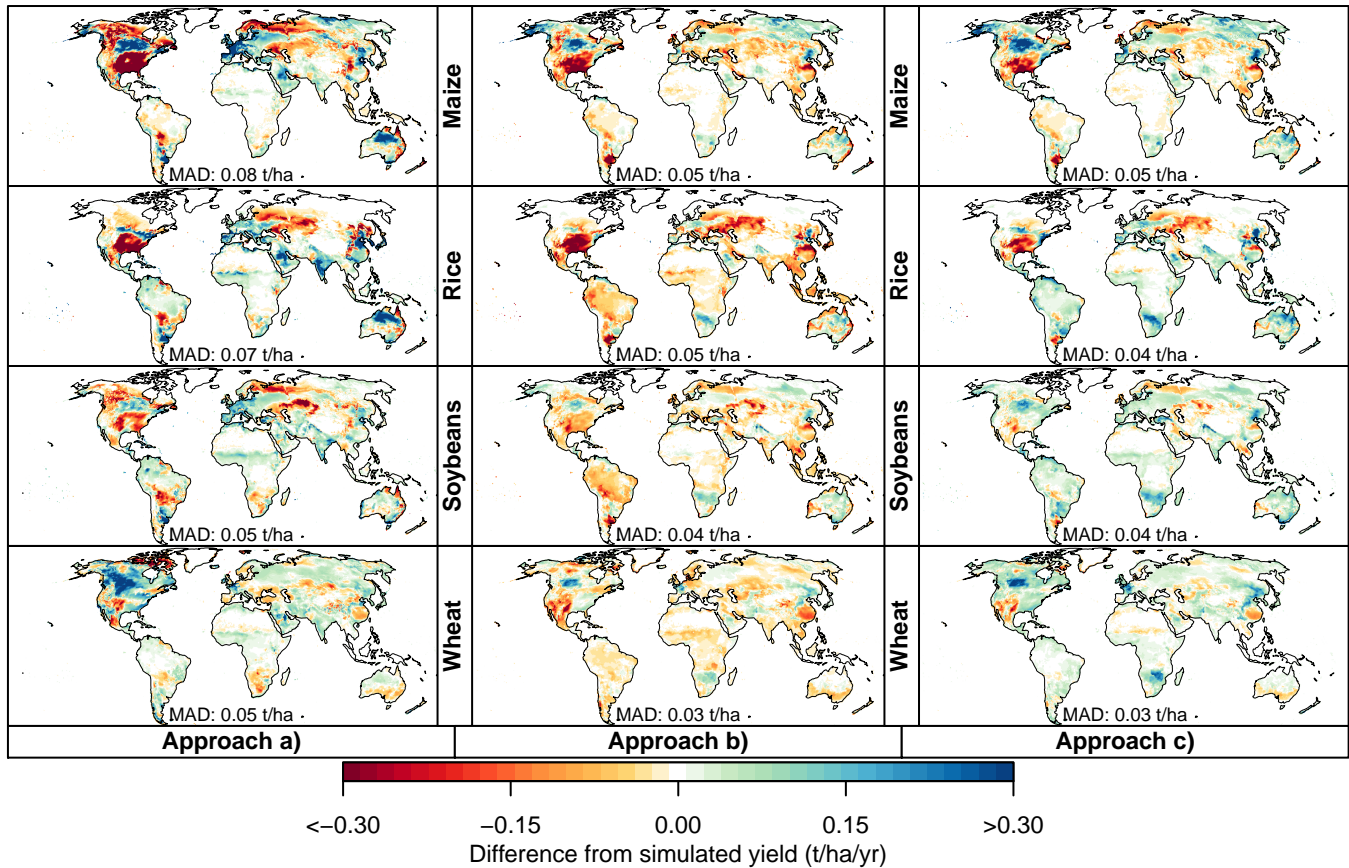 MAD: 0.08 t/ha
Maize
MAD: 0.05 t/ha
Maize
MAD: 0.05 t/ha
MAD: 0.07 t/ha
Rice
MAD: 0.05 t/ha
Rice
MAD: 0.04 t/ha
MAD: 0.05 t/ha
Soybeans
MAD: 0.04 t/ha
Soybeans
MAD: 0.04 t/ha
MAD: 0.05 t/ha
Wheat
MAD: 0.03 t/ha
Wheat
MAD: 0.03 t/ha
Approach a)
Approach b)
Approach c)
<−0.30 −0.15 0.00 0.15 >0.30
Difference from simulated yield (t/ha/yr)